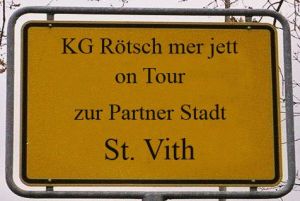 KG Rötsch mer jett
on Tour
zur Partner Stadt
St. Vith